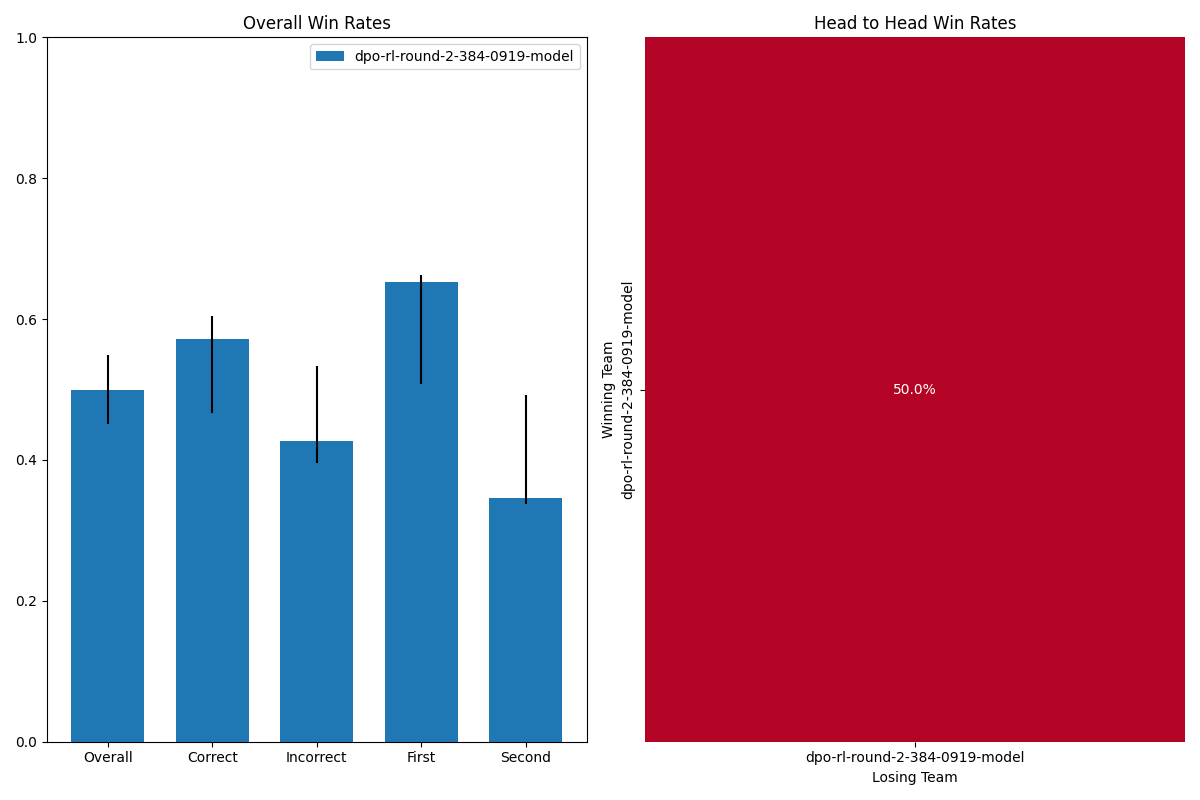 Overall Win Rates
1.0
0.8
0.6
0.4
0.2
0.0
dpo-rl-round-2-384-0919-model
Overall
Correct
Incorrect
First
Second
Head to Head Win Rates
Winning Team
dpo-rl-round-2-384-0919-model
50.0%
dpo-rl-round-2-384-0919-model
Losing Team